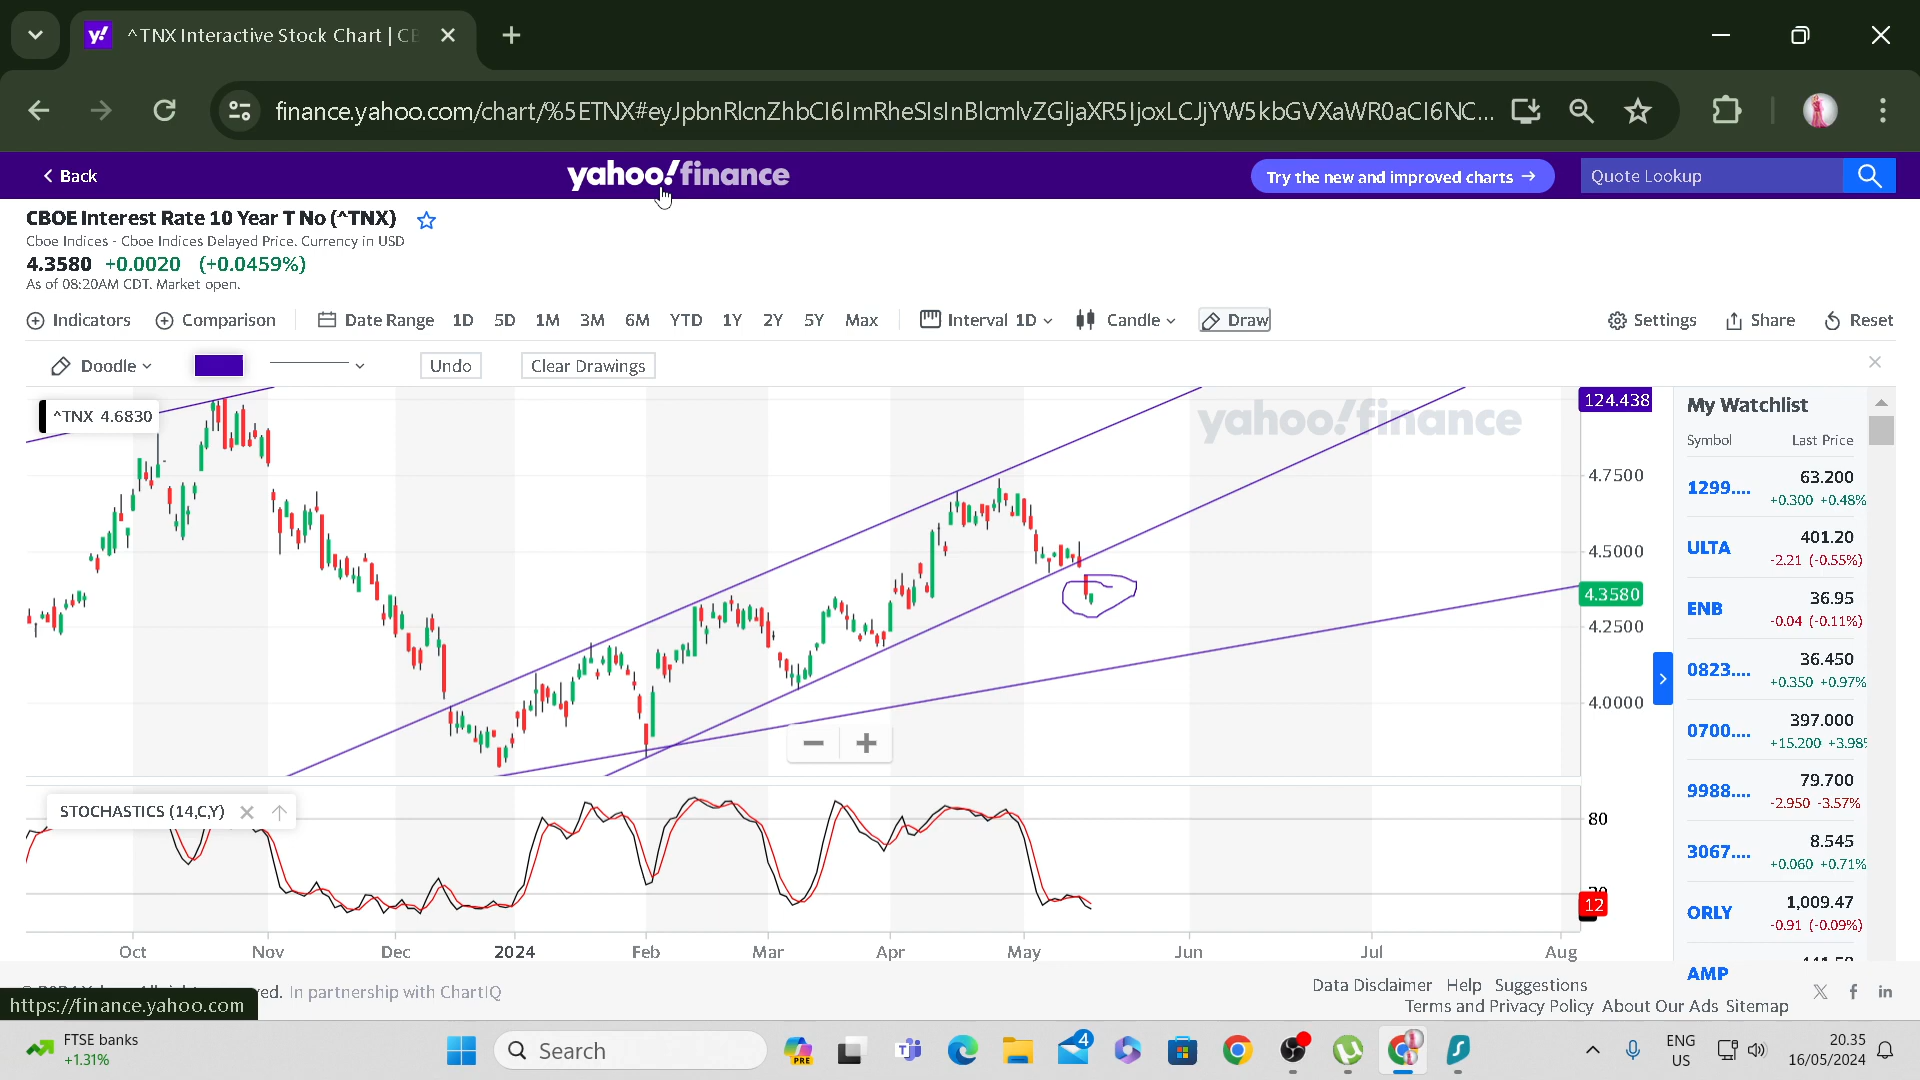 ^TNX Interactive Stock Chart | CE
finance.yahoo.com/chart/%5ETNX#eyJpbnRlcnZhbCI6ImRheSIsInBlcmlvZGljaXR5IjoxLCJjYW5kbGVXaWR0aCI6NC...
Back
yahoo!finance
Try the new and improved charts →
Quote Lookup
CBOE Interest Rate 10 Year T No (^TNX)
Cboe Indices - Cboe Indices Delayed Price. Currency in USD
4.3580 +0.0020 (+0.0459%)
As of 08:20AM CDT. Market open.
Indicators Comparison Date Range 1D 5D 1M 3M 6M YTD 1Y 2Y 5Y Max Interval 1D Candle Draw Settings Share Reset
Doodle Undo Clear Drawings
^TNX 4.6830
yahoo!finance
124.438
4.7500
4.5000
4.3580
4.2500
4.0000
My Watchlist
Symbol Last Price
1299.... 63.200
+0.300 +0.48%
ULTA 401.20
-2.21 (-0.55%)
ENB 36.95
-0.04 (-0.11%)
0823.... 36.450
+0.350 +0.97%
0700.... 397.000
+15.200 +3.98%
9988.... 79.700
-2.950 -3.57%
3067.... 8.545
+0.060 +0.71%
ORLY 1,009.47
-0.91 (-0.09%)
AMP
STOCHASTICS (14,C,Y)
80
20
12
Oct Nov Dec 2024 Feb Mar Apr May Jun Jul Aug
ved. In partnership with ChartIQ
Data Disclaimer Help Suggestions
Terms and Privacy Policy About Our Ads Sitemap
https://finance.yahoo.com
FTSE banks
+1.31%
Search
PRE
4
ENG
US
20.35
16/05/2024